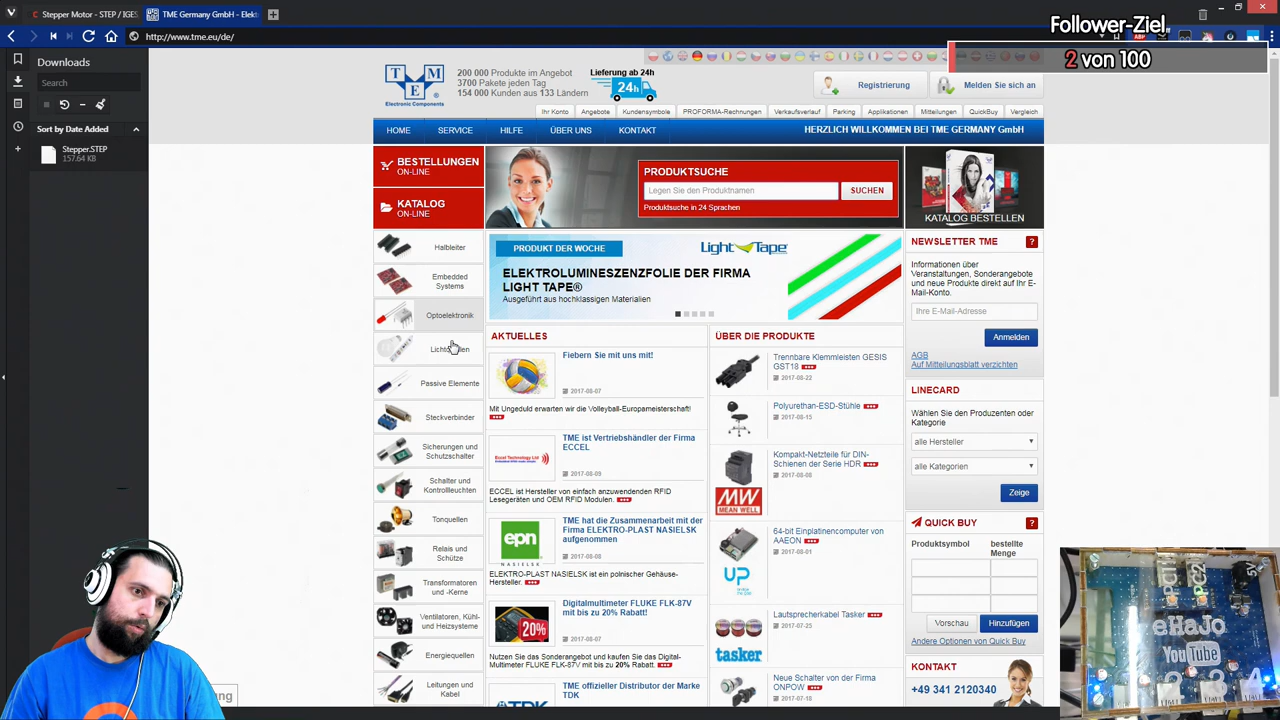 Stepper Motor | STEP / IGES
TME Germany GmbH - Elekt
http://www.tme.eu/de/
Follower-Ziel
2 von 100
Downloads
Search
Sort by Date Added
Stepper.STEP
157.64 KB
TME
Electronic Components
200 000 Produkte im Angebot
3700 Pakete jeden Tag
154 000 Kunden aus 133 Ländern
Lieferung ab 24h
24h
Registrierung
Melden Sie sich an
Ihr Konto
Angebote
Kundensymbole
PROFORMA-Rechnungen
Verkaufsverlauf
Parking
Applikationen
Mitteilungen
QuickBuy
Vergleich
HOME
SERVICE
HILFE
ÜBER UNS
KONTAKT
HERZLICH WILLKOMMEN BEI TME GERMANY GmbH
BESTELLUNGEN
ON-LINE
KATALOG
ON-LINE
PRODUKTSUCHE
Legen Sie den Produktnamen
SUCHEN
Produktsuche in 24 Sprachen
KATALOG BESTELLEN
Halbleiter
Embedded
Systems
Optoelektronik
Passive Elemente
Steckverbinder
Sicherungen und
Schutzschalter
Schalter und
Kontrollleuchten
Tonquellen
Relais und
Schütze
Transformatoren
und -Kerne
Ventilatoren, Kühl-
und Heizsysteme
Energiequellen
Leitungen und
Kabel
PRODUKT DER WOCHE
Light Tape
ELEKTROLUMINESZENZFOLIE DER FIRMA
LIGHT TAPE®
Ausgeführt aus hochklassigen Materialien
AKTUELLES
Fiebern Sie mit uns mit!
2017-08-07
Mit Ungeduld erwarten wir die Volleyball-Europameisterschaft!
TME ist Vertriebshändler der Firma
ECCEL
Eccel Technology Ltd
2017-08-09
ECCEL ist Hersteller von einfach anzuwendenden RFID
Lesegeräten und OEM RFID Modulen.
TME hat die Zusammenarbeit mit der
Firma ELEKTRO-PLAST NASIELSK
aufgenommen
epn
NASIELSK
2017-08-08
ELEKTRO-PLAST NASIELSK ist ein polnischer Gehäuse-
Hersteller.
Digitalmultimeter FLUKE FLK-87V
mit bis zu 20% Rabatt!
20%
2017-08-07
Nutzen Sie das Sonderangebot und kaufen Sie das Digital-
Multimeter FLUKE FLK-87V mit bis zu 20% Rabatt.
TME offizieller Distributor der Marke
TDK
TDK
ÜBER DIE PRODUKTE
Trennbare Klemmleisten GESIS
GST18
2017-08-22
Polyurethan-ESD-Stühle
2017-08-15
Kompakt-Netzteile für DIN-
Schienen der Serie HDR
2017-08-08
MW
MEAN WELL
64-bit Einplatinencomputer von
AAEON
2017-08-01
UP
Lautsprecherkabel Tasker
2017-07-25
tasker
Neue Schalter von der Firma
ONPOW
2017-07-18
NEWSLETTER TME
?
Informationen über
Veranstaltungen, Sonderangebote
und neue Produkte direkt auf Ihr E-
Mail-Konto.
Ihre E-Mail-Adresse
Anmelden
AGB
Auf Mitteilungsblatt verzichten
LINECARD
Wählen Sie den Produzenten oder
Kategorie
alle Hersteller
alle Kategorien
Zeige
QUICK BUY
?
Produktsymbol
bestellte
Menge
Vorschau
Hinzufügen
Andere Optionen von Quick Buy
KONTAKT
+49 341 2120340
eHaJo
YouTube
1234